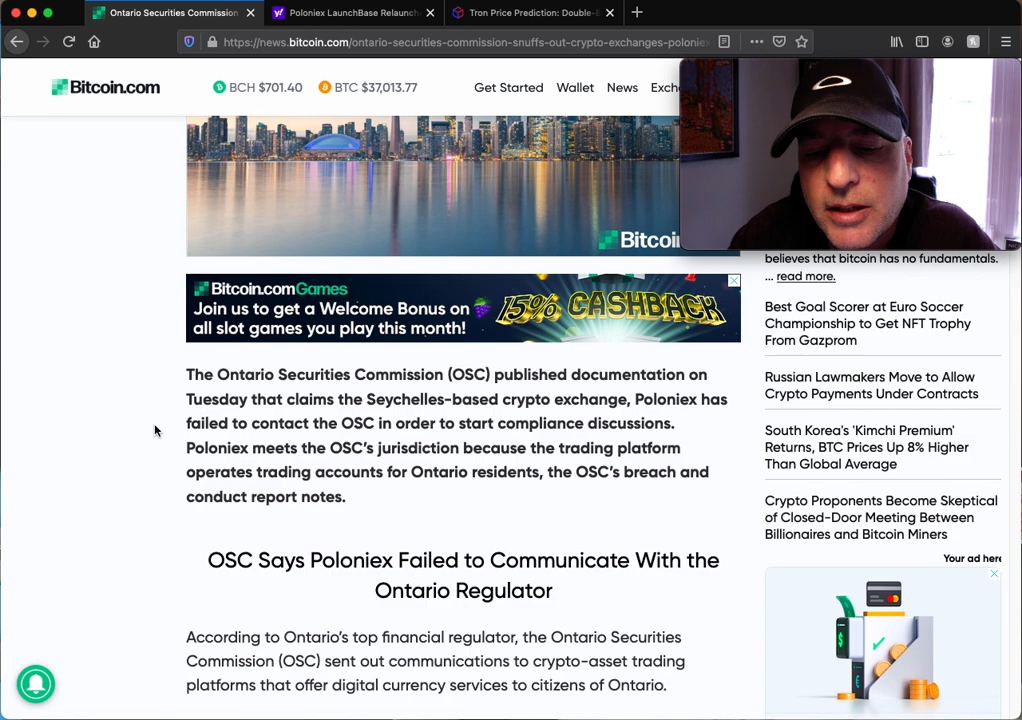 Ontario Securities Commission
Poloniex LaunchBase Relaunch
Tron Price Prediction: Double-
https://news.bitcoin.com/ontario-securities-commission-snuffs-out-crypto-exchanges-polonie
Bitcoin.com
BCH $701.40
BTC $37,013.77
Get Started
Wallet
News
Exch
Bitcoi
Bitcoin.comGames
Join us to get a Welcome Bonus on
all slot games you play this month!
15% CASHBACK
The Ontario Securities Commission (OSC) published documentation on
Tuesday that claims the Seychelles-based crypto exchange, Poloniex has
failed to contact the OSC in order to start compliance discussions.
Poloniex meets the OSC’s jurisdiction because the trading platform
operates trading accounts for Ontario residents, the OSC’s breach and
conduct report notes.
OSC Says Poloniex Failed to Communicate With the
Ontario Regulator
According to Ontario’s top financial regulator, the Ontario Securities
Commission (OSC) sent out communications to crypto-asset trading
platforms that offer digital currency services to citizens of Ontario.
believes that bitcoin has no fundamentals.
... read more.
Best Goal Scorer at Euro Soccer
Championship to Get NFT Trophy
From Gazprom
Russian Lawmakers Move to Allow
Crypto Payments Under Contracts
South Korea's 'Kimchi Premium'
Returns, BTC Prices Up 8% Higher
Than Global Average
Crypto Proponents Become Skeptical
of Closed-Door Meeting Between
Billionaires and Bitcoin Miners
Your ad here